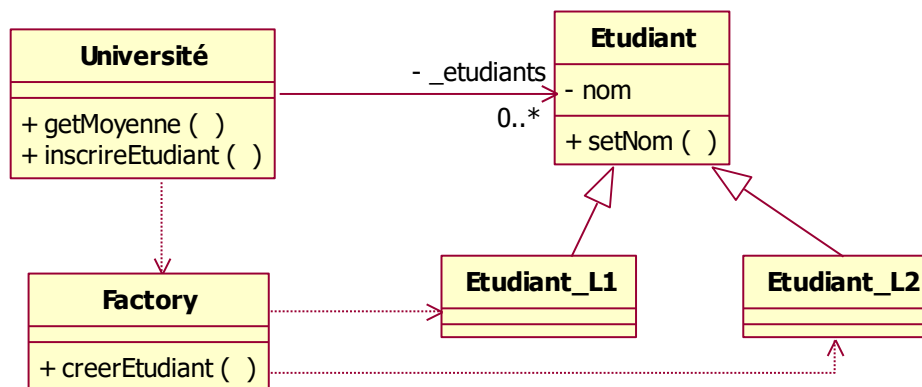 Université
+ getMoyenne ( )
+ inscrireEtudiant ( )
- _etudiants
0..*
Etudiant
- nom
+ setNom ( )
Factory
+ creerEtudiant ( )
Etudiant_L1
Etudiant_L2